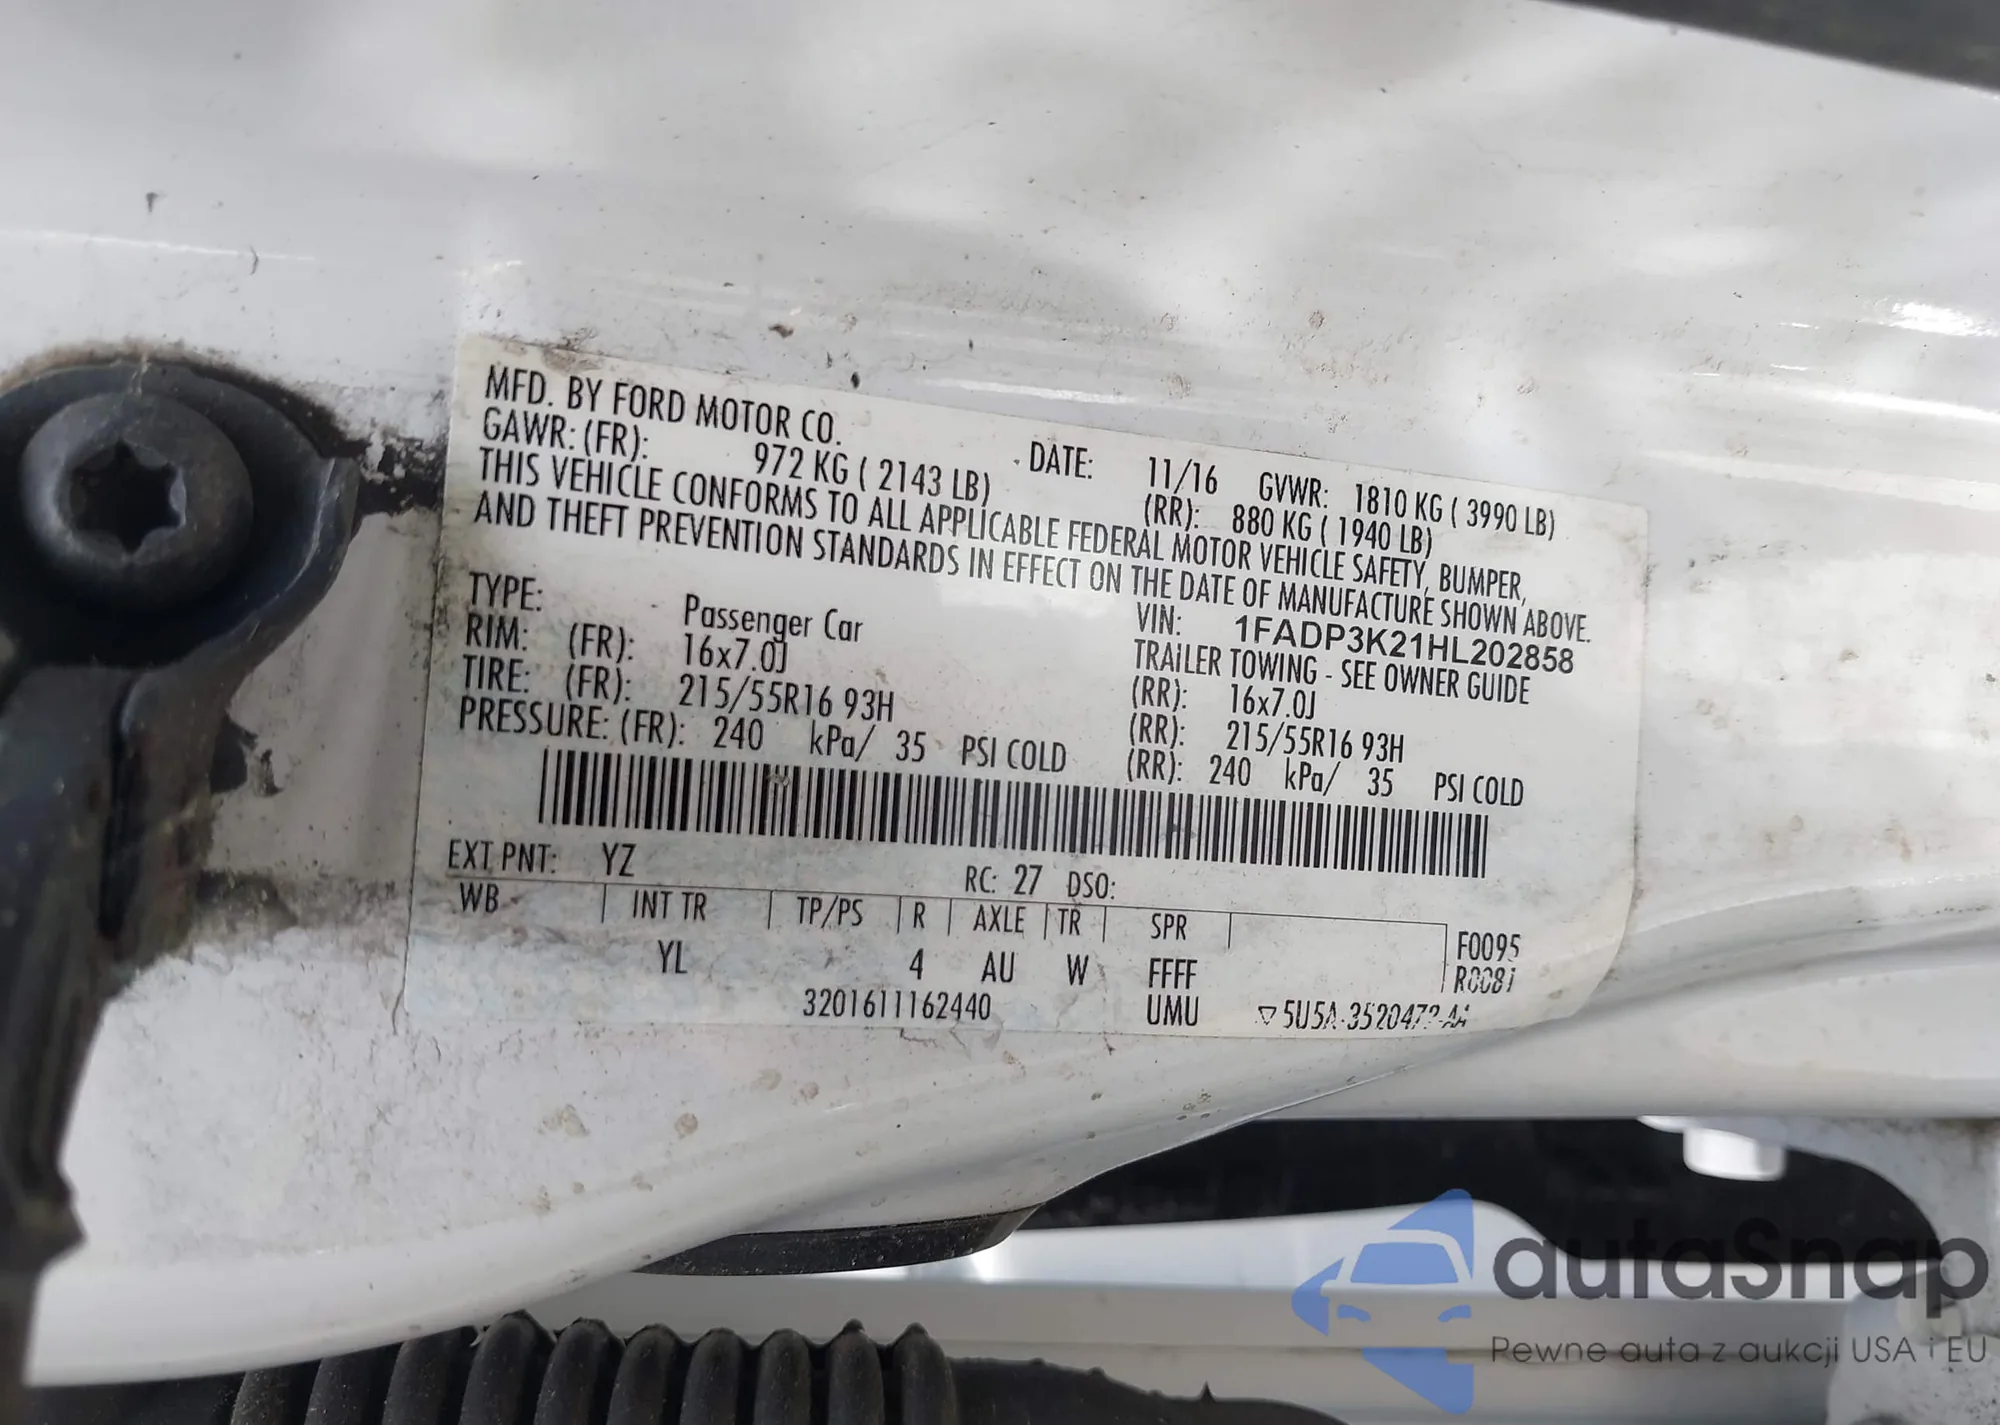 MFD. BY FORD MOTOR CO. DATE: 11/16 GVWR: 1810 KG ( 3990 LB)
GAWR: (FR): 972 KG ( 2143 LB) (RR): 880 KG ( 1940 LB)
THIS VEHICLE CONFORMS TO ALL APPLICABLE FEDERAL MOTOR VEHICLE SAFETY, BUMPER,
AND THEFT PREVENTION STANDARDS IN EFFECT ON THE DATE OF MANUFACTURE SHOWN ABOVE.
VIN: 1FADP3K21HL202858
TYPE: Passenger Car TRAILER TOWING - SEE OWNER GUIDE
RIM: (FR): 16x7.0J (RR): 16x7.0J
TIRE: (FR): 215/55R16 93H (RR): 215/55R16 93H
PRESSURE: (FR): 240 kPa/ 35 PSI COLD (RR): 240 kPa/ 35 PSI COLD
EXT PNT: YZ RC: 27 DSO:
WB INT TR TP/PS R AXLE TR SPR F0095
YL 4 AU W FFFF R0081
3201611162440 UMU ▽5U5A-3520472-AA
autaSnap
Pewne auta z aukcji USA i EU